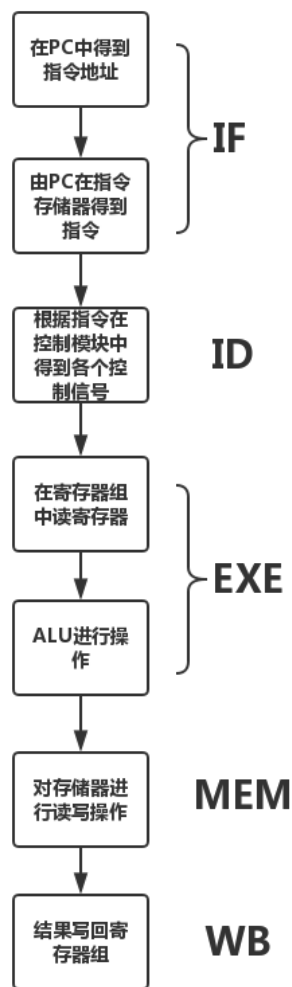 在PC中得到
指令地址
IF
由PC在指令
存储器得到
指令
根据指令在
控制模块中
得到各个控
制信号
ID
在寄存器组
中读寄存器
EXE
ALU进行操
作
对存储器进
行读写操作
MEM
结果写回寄
存器组
WB